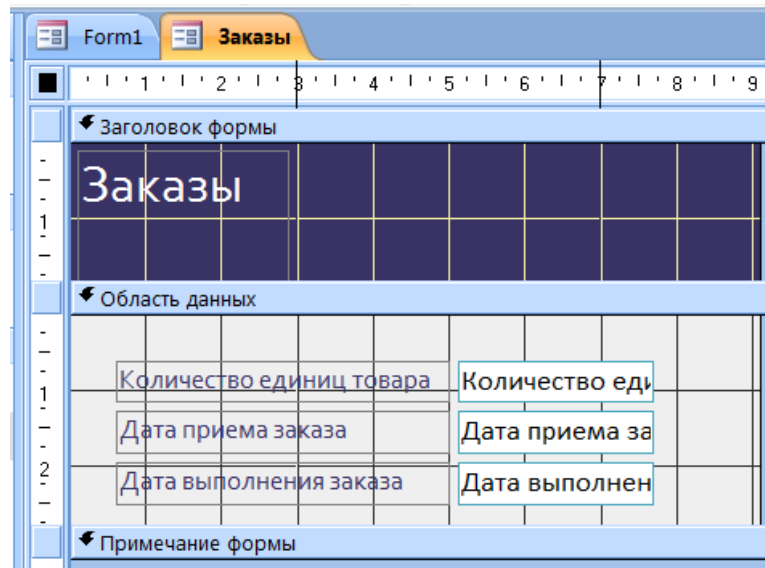 Form1 Заказы
1 2 3 4 5 6 7 8 9
Заголовок формы
Заказы
1
Область данных
Количество единиц товара Количество еди
1
Дата приема заказа Дата приема за
Дата выполнения заказа Дата выполнен
2
Примечание формы